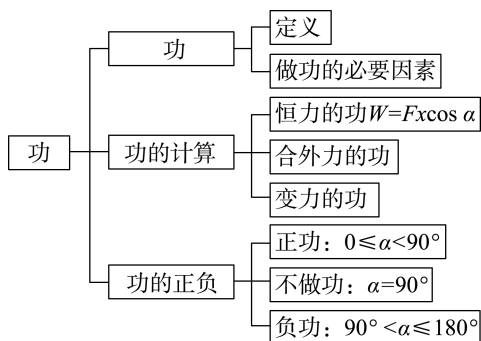 功
功
定义
做功的必要因素
功的计算
恒力的功W=Fxcos α
合外力的功
变力的功
功的正负
正功：0≤α<90°
不做功：α=90°
负功：90°<α≤180°